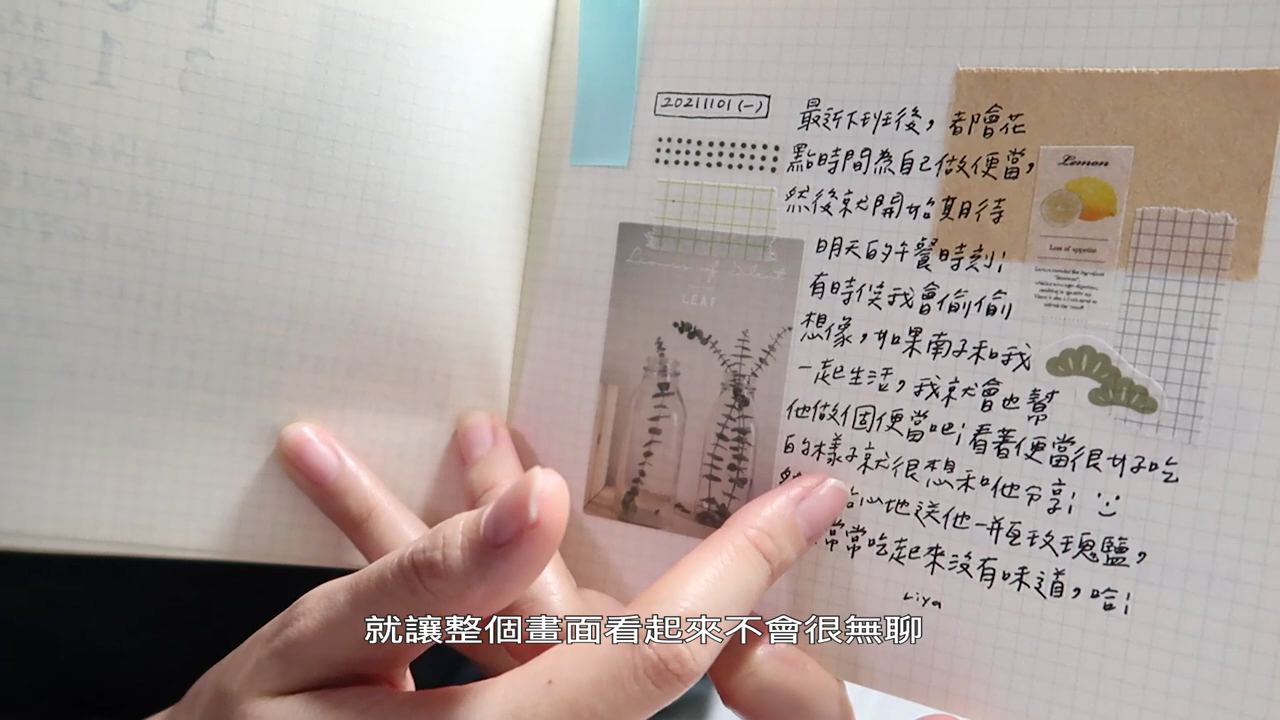 20211101(一)
最近下班後,都會花
點時間為自己做便當,
然後就開始期待
明天的午餐時刻!
有時候我會偷偷
想像,如果南子和我
一起生活,我就會也幫
他做個便當吧!看著便當很好吃
的樣子就很想和他分享! :)
心地送他一瓶玫瑰鹽,
常常吃起來沒有味道,哈!
Liya
Lemon
Loss of appetite
LEAF
就讓整個畫面看起來不會很無聊